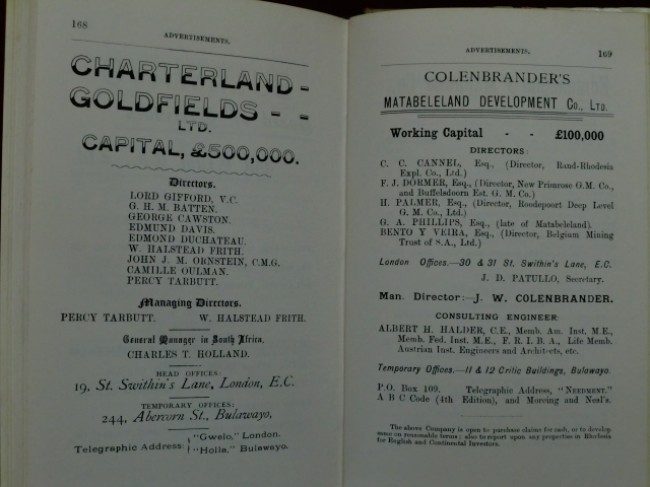 168
ADVERTISEMENTS.
CHARTERLAND -
GOLDFIELDS - -
LTD.
CAPITAL, £500,000.
Directors.
LORD GIFFORD, V.C.
G. H. M. BATTEN.
GEORGE CAWSTON.
EDMUND DAVIS.
EDMOND DUCHATEAU.
W. HALSTEAD FRITH.
JOHN J. M. ORNSTEIN, C.M.G.
CAMILLE OULMAN.
PERCY TARBUTT.
Managing Directors.
PERCY TARBUTT. W. HALSTEAD FRITH.
General Manager in South Africa.
CHARLES T. HOLLAND.
HEAD OFFICES:
19, St. Swithin's Lane, London, E.C.
TEMPORARY OFFICES:
244, Abercorn St., Bulawayo.
Telegraphic Address: "Gwelo," London.
"Holla," Bulawayo.
ADVERTISEMENTS.
169
COLENBRANDER'S
MATABELELAND DEVELOPMENT Co., LTD.
Working Capital - - £100,000
DIRECTORS:
C. C. CANNEL, Esq., (Director, Rand-Rhodesia
Expl. Co., Ltd.)
F. J. DORMER, Esq., (Director, New Primrose G.M. Co.,
and Buffelsdoorn Est. G. M. Co.)
H. PALMER, Esq., (Director, Roodepoort Deep Level
G. M. Co., Ltd.)
G. A. PHILLIPS, Esq., (late of Matabeleland).
BENTO Y VEIRA, Esq., (Director, Belgium Mining
Trust of S.A., Ltd.)
London Offices.—30 & 31 St. Swithin's Lane, E.C.
J. D. PATULLO, Secretary.
Man. Director:—J. W. COLENBRANDER.
CONSULTING ENGINEER:
ALBERT H. HALDER, C.E., Memb. Am. Inst. M.E.,
Memb. Fed. Inst. M.E., F. R. I. B. A., Life Memb.
Austrian Inst. Engineers and Architects, etc.
Temporary Offices.—11 & 12 Critic Buildings, Bulawayo.
P.O. Box 109. Telegraphic Address, "NEEDMENT."
A B C Code (4th Edition), and Moreing and Neal's.
The above Company is open to purchase claims for cash, or to develop
same on reasonable terms; also to report upon any properties in Rhodesia
for English and Continental Investors.